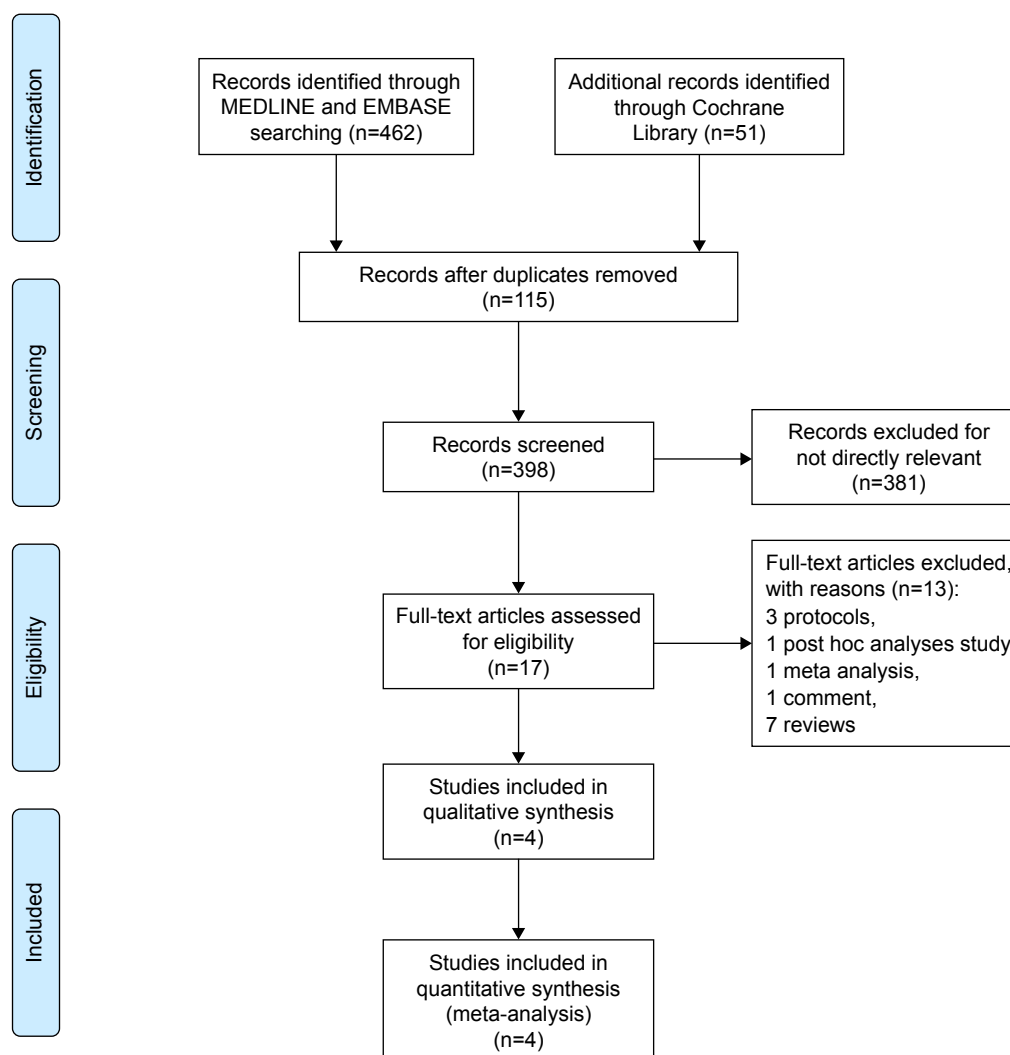 Identification
Records identified through
MEDLINE and EMBASE
searching (n=462)
Additional records identified
through Cochrane
Library (n=51)
Records after duplicates removed
(n=115)
Screening
Records screened
(n=398)
Records excluded for
not directly relevant
(n=381)
Eligibility
Full-text articles assessed
for eligibility
(n=17)
Full-text articles excluded,
with reasons (n=13):
3 protocols,
1 post hoc analyses study
1 meta analysis,
1 comment,
7 reviews
Studies included in
qualitative synthesis
(n=4)
Included
Studies included in
quantitative synthesis
(meta-analysis)
(n=4)